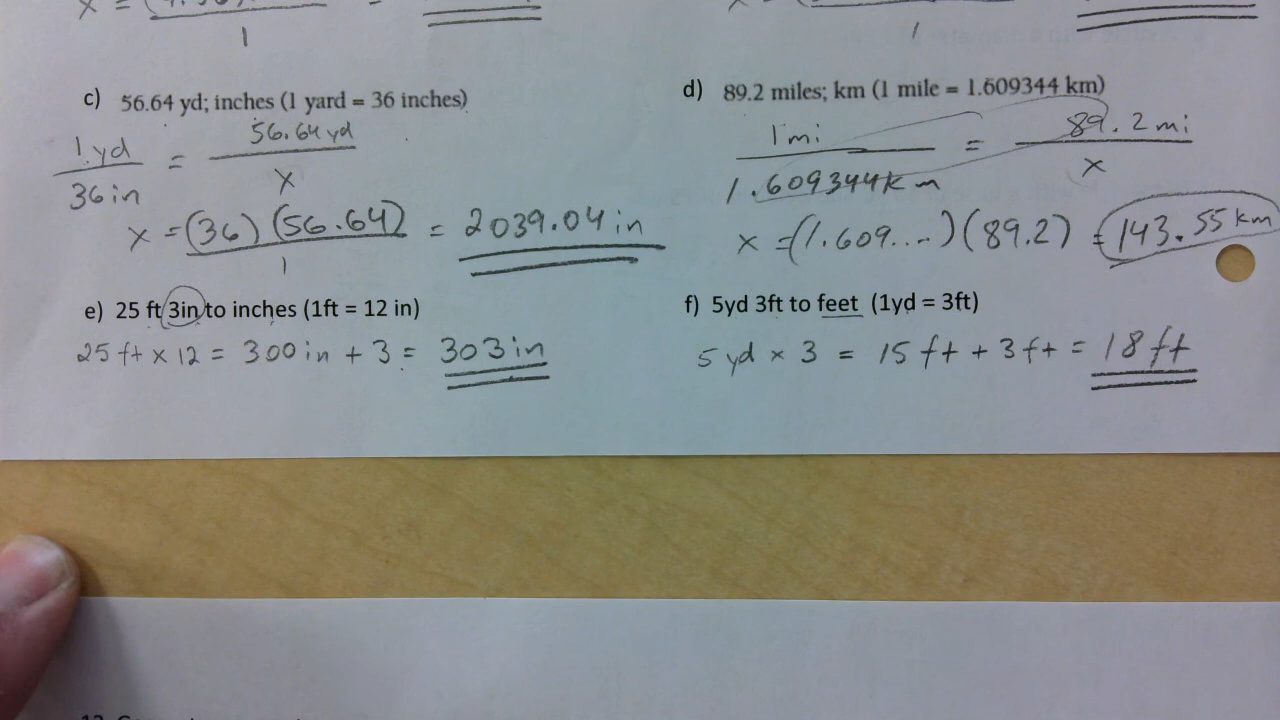 x =
1
x =
1
c) 56.64 yd; inches (1 yard = 36 inches)
1 yd / 36 in = 56.64 yd / x
x = (36)(56.64) / 1 = 2039.04 in
d) 89.2 miles; km (1 mile = 1.609344 km)
1 mi / 1.609344 km = 89.2 mi / x
x = (1.609...)(89.2) = 143.55 km
e) 25 ft 3in to inches (1ft = 12 in)
25 ft x 12 = 300 in + 3 = 303 in
f) 5yd 3ft to feet (1yd = 3ft)
5 yd x 3 = 15 ft + 3 ft = 18 ft